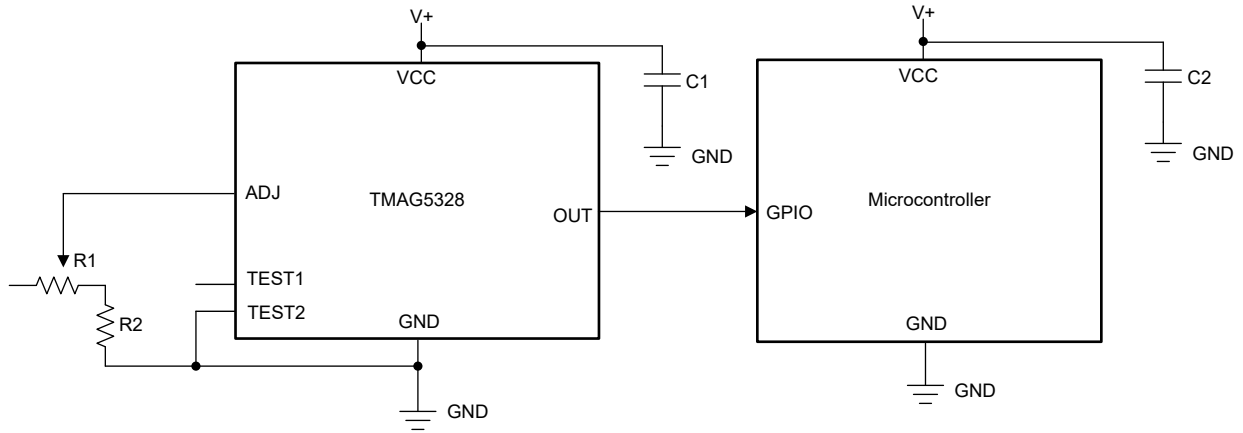 V+
V+
VCC
C1
GND
VCC
C2
GND
ADJ
TMAG5328
OUT
GPIO
Microcontroller
R1
TEST1
TEST2
R2
GND
GND
GND
GND